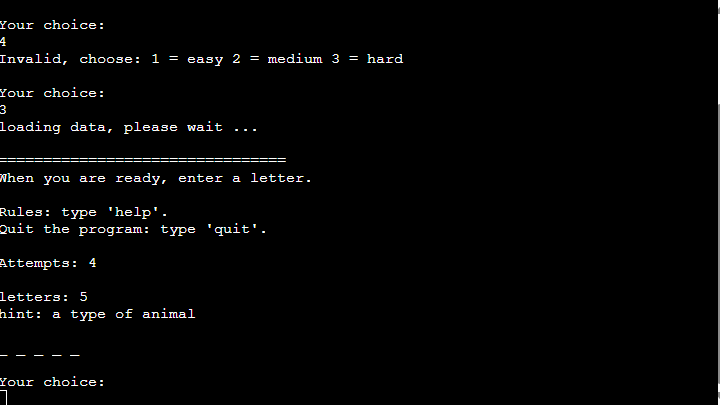 Your choice:
4
Invalid, choose: 1 = easy 2 = medium 3 = hard
Your choice:
3
loading data, please wait ...
================================
When you are ready, enter a letter.
Rules: type 'help'.
Quit the program: type 'quit'.
Attempts: 4
letters: 5
hint: a type of animal
_ _ _ _ _
Your choice: